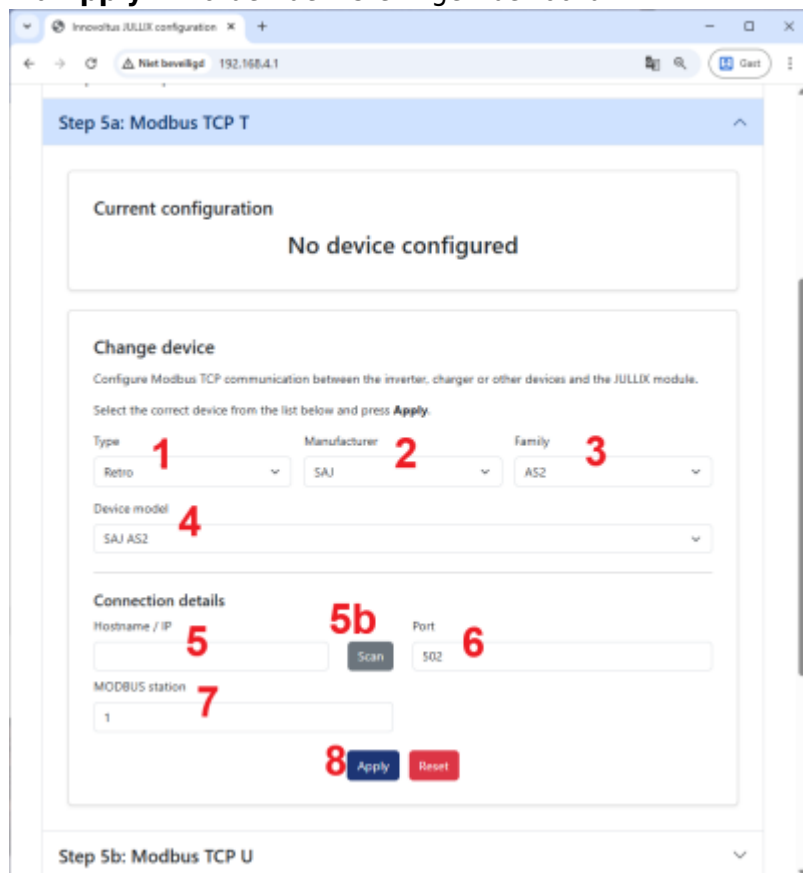 Innovoltus JULLIX configuration
Niet beveiligd 192.168.4.1 Gast
Step 5a: Modbus TCP T
Current configuration
No device configured
Change device
Configure Modbus TCP communication between the inverter, charger or other devices and the JULLIX module.
Select the correct device from the list below and press Apply.
Type 1 Manufacturer 2 Family 3
Retro SAJ AS2
Device model 4
SAJ AS2
Connection details
Hostname / IP 5 5b Port 6
Scan 502
MODBUS station 7
1
8 Apply Reset
Step 5b: Modbus TCP U